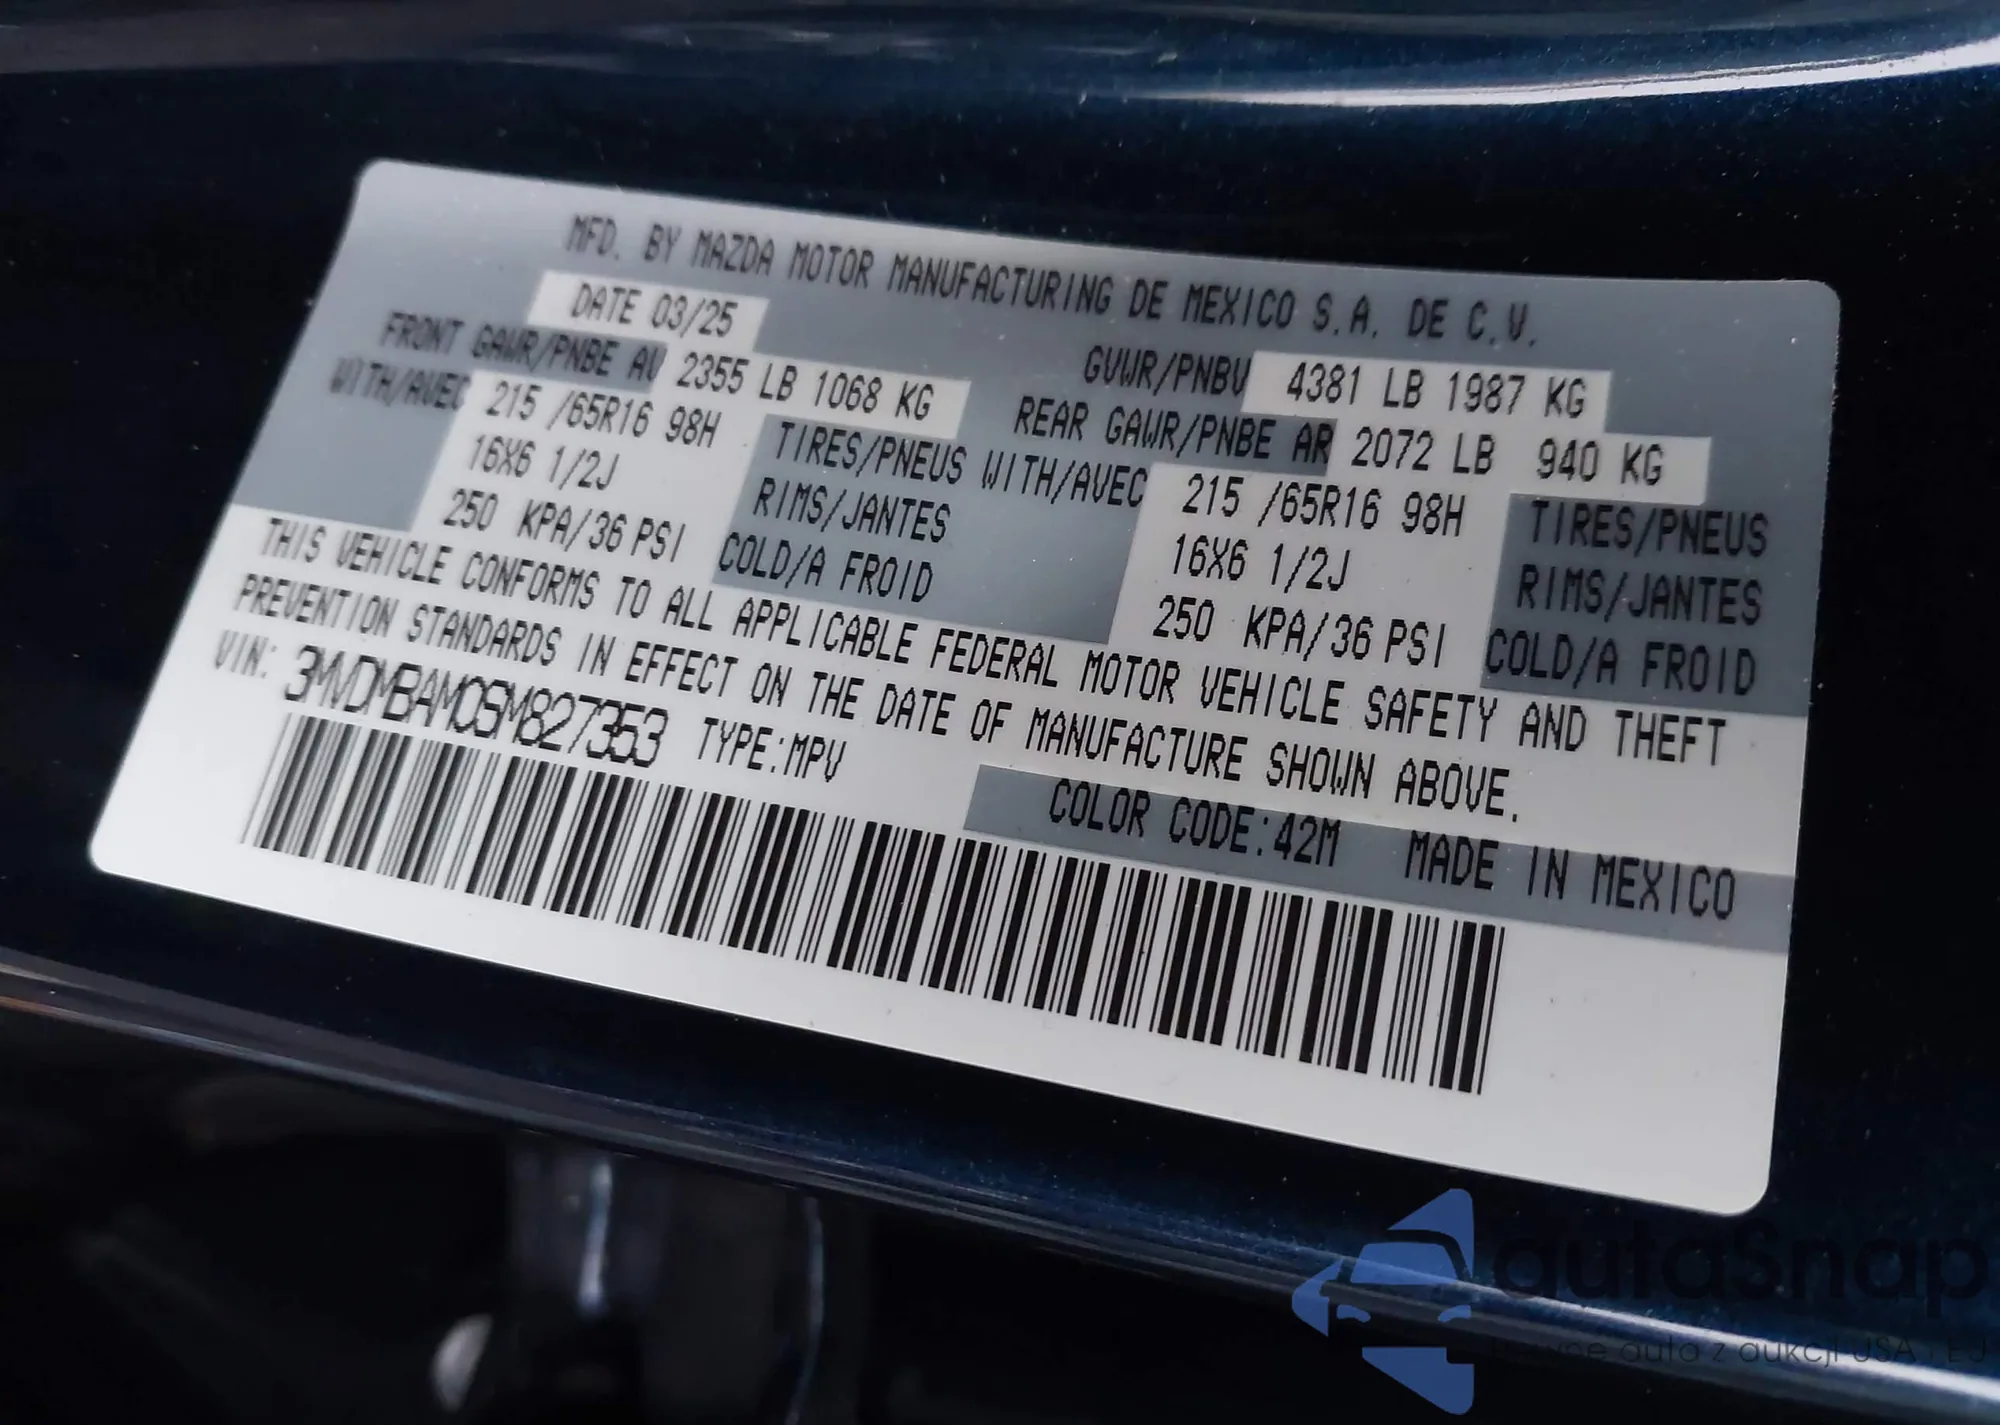 MFD. BY MAZDA MOTOR MANUFACTURING DE MEXICO S.A. DE C.V.
DATE 03/25
GVWR/PNBV 4381 LB 1987 KG
FRONT GAWR/PNBE AV 2355 LB 1068 KG
REAR GAWR/PNBE AR 2072 LB 940 KG
WITH/AVEC 215 /65R16 98H TIRES/PNEUS WITH/AVEC 215 /65R16 98H TIRES/PNEUS
16X6 1/2J RIMS/JANTES 16X6 1/2J RIMS/JANTES
250 KPA/36 PSI COLD/A FROID 250 KPA/36 PSI COLD/A FROID
THIS VEHICLE CONFORMS TO ALL APPLICABLE FEDERAL MOTOR VEHICLE SAFETY AND THEFT
PREVENTION STANDARDS IN EFFECT ON THE DATE OF MANUFACTURE SHOWN ABOVE.
VIN: 3MVDMBAM0SM827353 TYPE:MPV
COLOR CODE:42M MADE IN MEXICO
autaSnap
auta z aukcji USA i EU